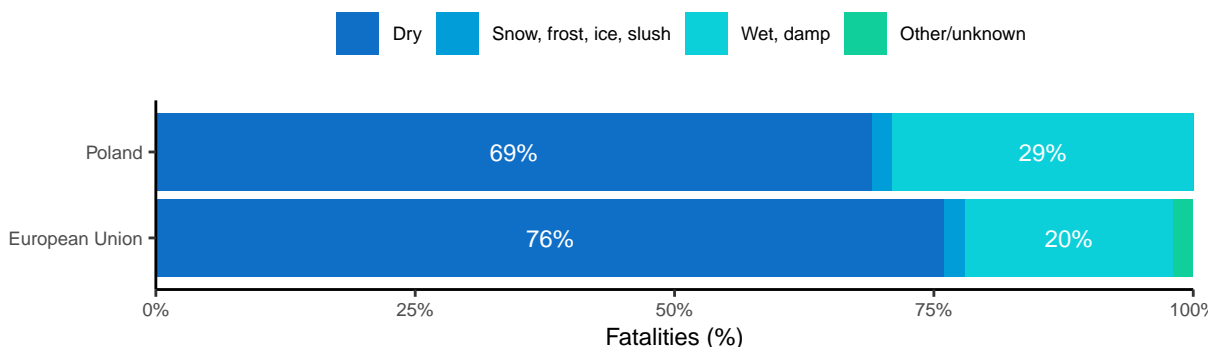 Dry Snow, frost, ice, slush Wet, damp Other/unknown
Poland 69% 29%
European Union 76% 20%
0% 25% 50% 75% 100%
Fatalities (%)